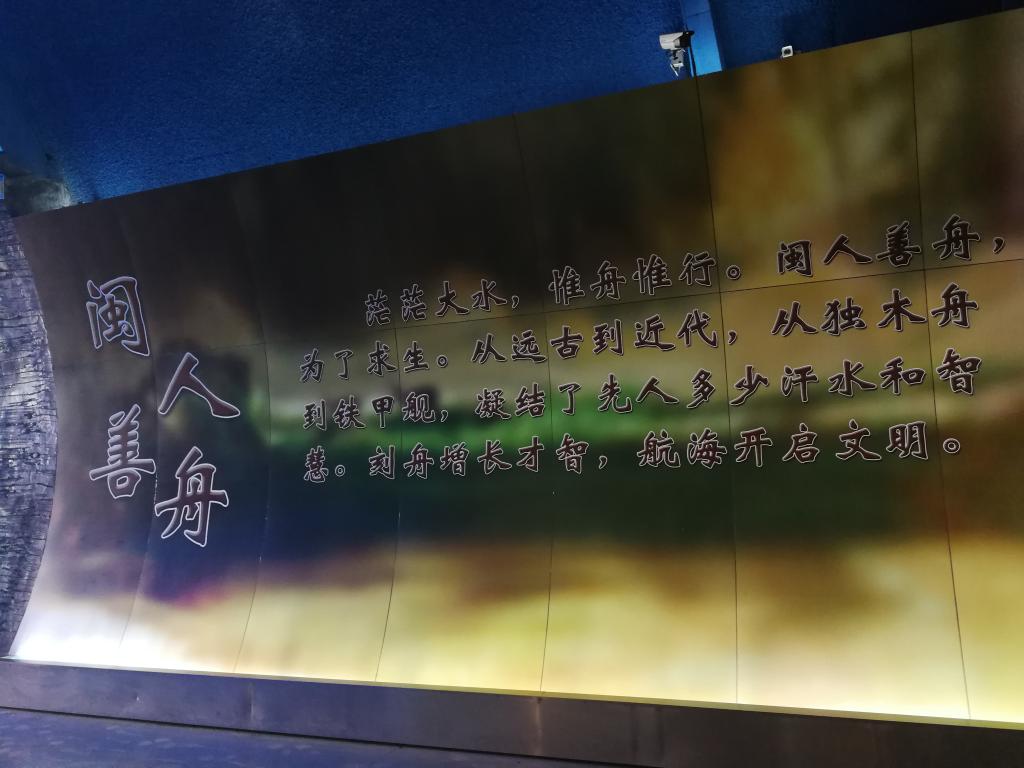 闽人善舟
茫茫大水，惟舟惟行。闽人善舟，
为了求生。从远古到近代，从独木舟
到铁甲舰，凝结了先人多少汗水和智
慧。刻舟增长才智，航海开启文明。